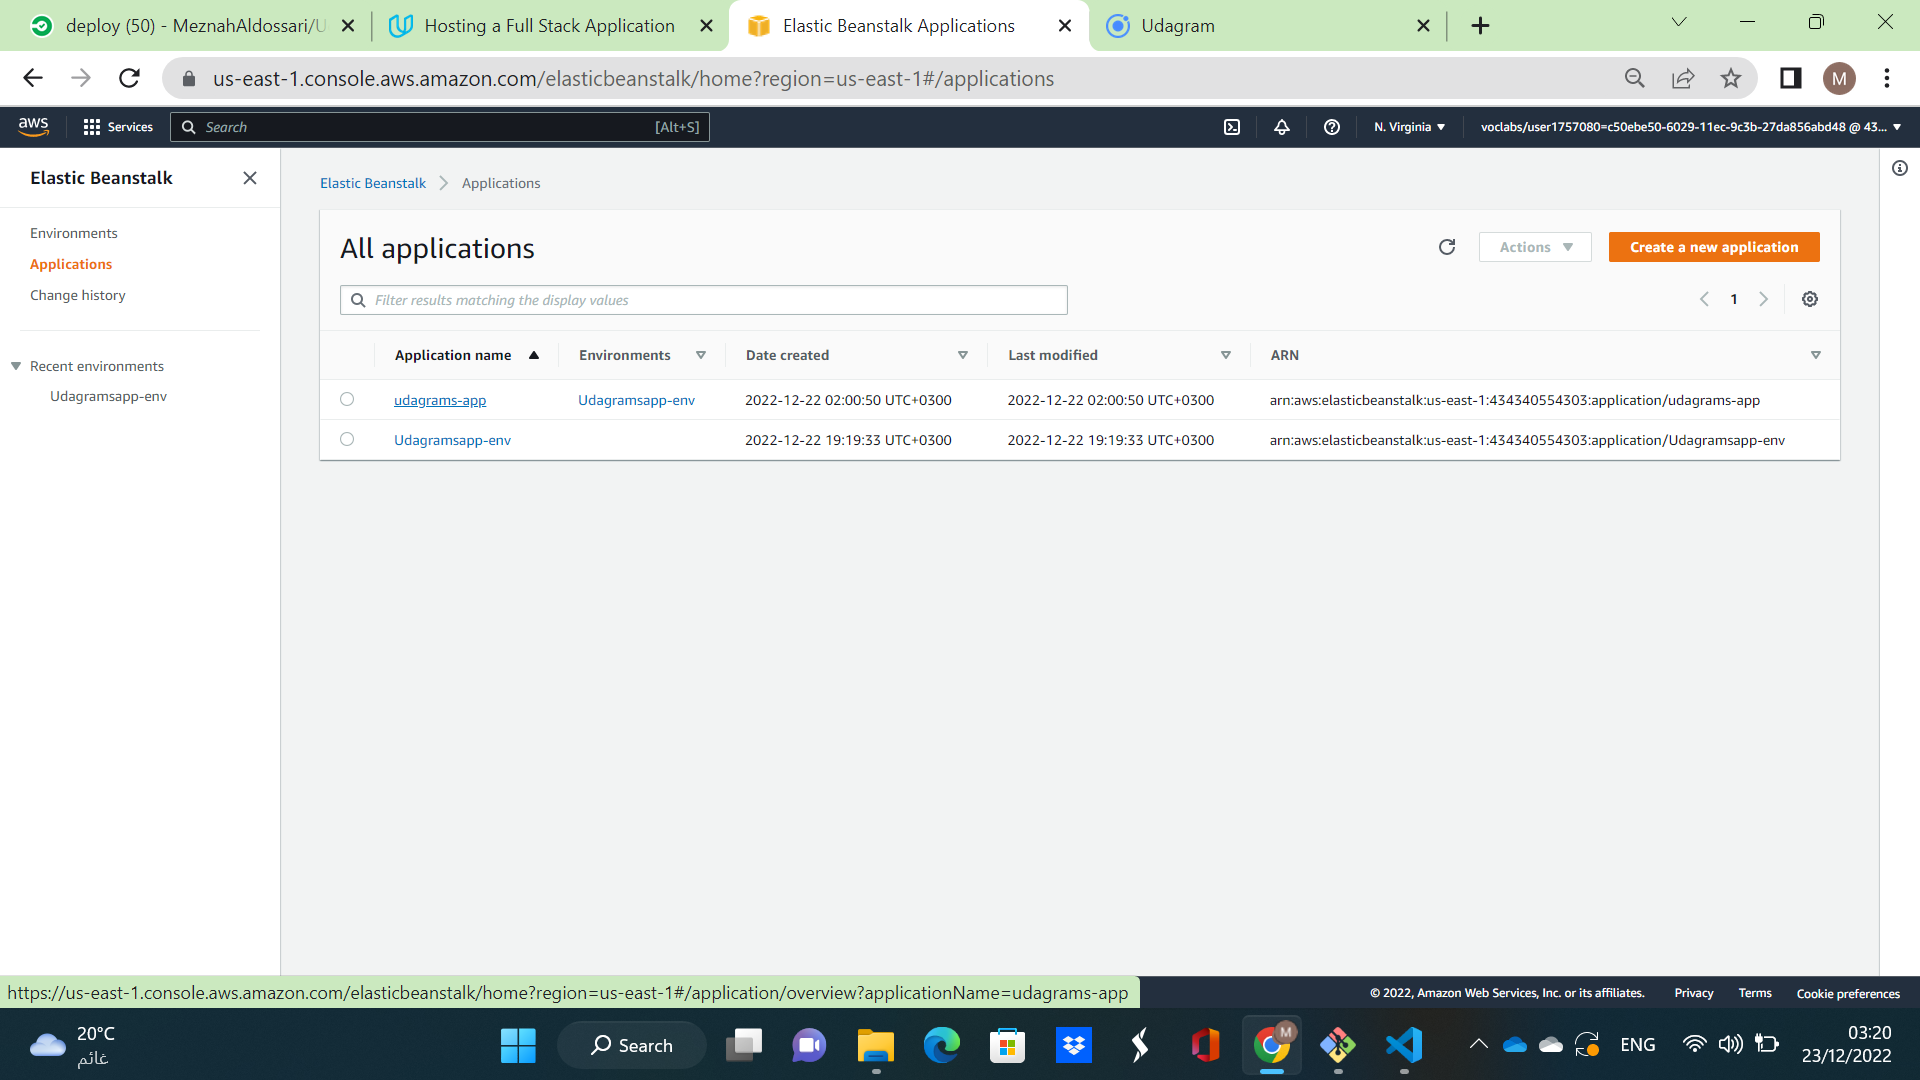 deploy (50) - MeznahAldossari/U
Hosting a Full Stack Application
Elastic Beanstalk Applications
Udagram
us-east-1.console.aws.amazon.com/elasticbeanstalk/home?region=us-east-1#/applications
M
aws
Services
Search
[Alt+S]
N. Virginia
voclabs/user1757080=c50ebe50-6029-11ec-9c3b-27da856abd48 @ 43...
Elastic Beanstalk
Environments
Applications
Change history
Recent environments
Udagramsapp-env
Elastic Beanstalk
Applications
All applications
Actions
Create a new application
Filter results matching the display values
1
Application name
Environments
Date created
Last modified
ARN
udagrams-app
Udagramsapp-env
2022-12-22 02:00:50 UTC+0300
2022-12-22 02:00:50 UTC+0300
arn:aws:elasticbeanstalk:us-east-1:434340554303:application/udagrams-app
Udagramsapp-env
2022-12-22 19:19:33 UTC+0300
2022-12-22 19:19:33 UTC+0300
arn:aws:elasticbeanstalk:us-east-1:434340554303:application/Udagramsapp-env
https://us-east-1.console.aws.amazon.com/elasticbeanstalk/home?region=us-east-1#/application/overview?applicationName=udagrams-app
© 2022, Amazon Web Services, Inc. or its affiliates.
Privacy
Terms
Cookie preferences
20°C
غائم
Search
M
ENG
03:20
23/12/2022